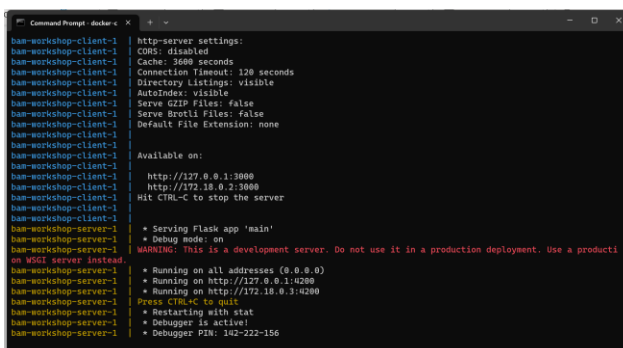 Command Prompt - docker-c
bam-workshop-client-1 | http-server settings:
bam-workshop-client-1 | CORS: disabled
bam-workshop-client-1 | Cache: 3600 seconds
bam-workshop-client-1 | Connection Timeout: 120 seconds
bam-workshop-client-1 | Directory Listings: visible
bam-workshop-client-1 | AutoIndex: visible
bam-workshop-client-1 | Serve GZIP Files: false
bam-workshop-client-1 | Serve Brotli Files: false
bam-workshop-client-1 | Default File Extension: none
bam-workshop-client-1 |
bam-workshop-client-1 |
bam-workshop-client-1 | Available on:
bam-workshop-client-1 |
bam-workshop-client-1 | http://127.0.0.1:3000
bam-workshop-client-1 | http://172.18.0.2:3000
bam-workshop-client-1 | Hit CTRL-C to stop the server
bam-workshop-client-1 |
bam-workshop-client-1 |
bam-workshop-server-1 | * Serving Flask app 'main'
bam-workshop-server-1 | * Debug mode: on
bam-workshop-server-1 | WARNING: This is a development server. Do not use it in a production deployment. Use a producti
on WSGI server instead.
bam-workshop-server-1 | * Running on all addresses (0.0.0.0)
bam-workshop-server-1 | * Running on http://127.0.0.1:4200
bam-workshop-server-1 | * Running on http://172.18.0.3:4200
bam-workshop-server-1 | Press CTRL+C to quit
bam-workshop-server-1 | * Restarting with stat
bam-workshop-server-1 | * Debugger is active!
bam-workshop-server-1 | * Debugger PIN: 142-222-156